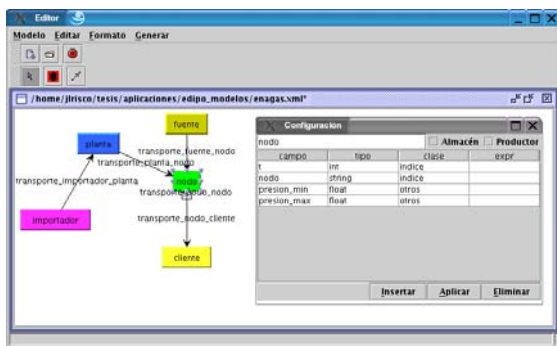 Editor
Modelo Editar Formato Generar
/home/jlrisco/tesis/aplicaciones/edipo_modelos/enagas.xml*
fuente
transporte_fuente_nodo
planta
transporte_planta_nodo
transporte_importador_planta
nodo
transporte_nodo_nodo
importador
transporte_nodo_cliente
cliente
Configuracion
nodo Almacén Productor
campo tipo clase expr
t int indice
nodo string indice
presion_min float otros
presion_max float otros
Insertar Aplicar Eliminar